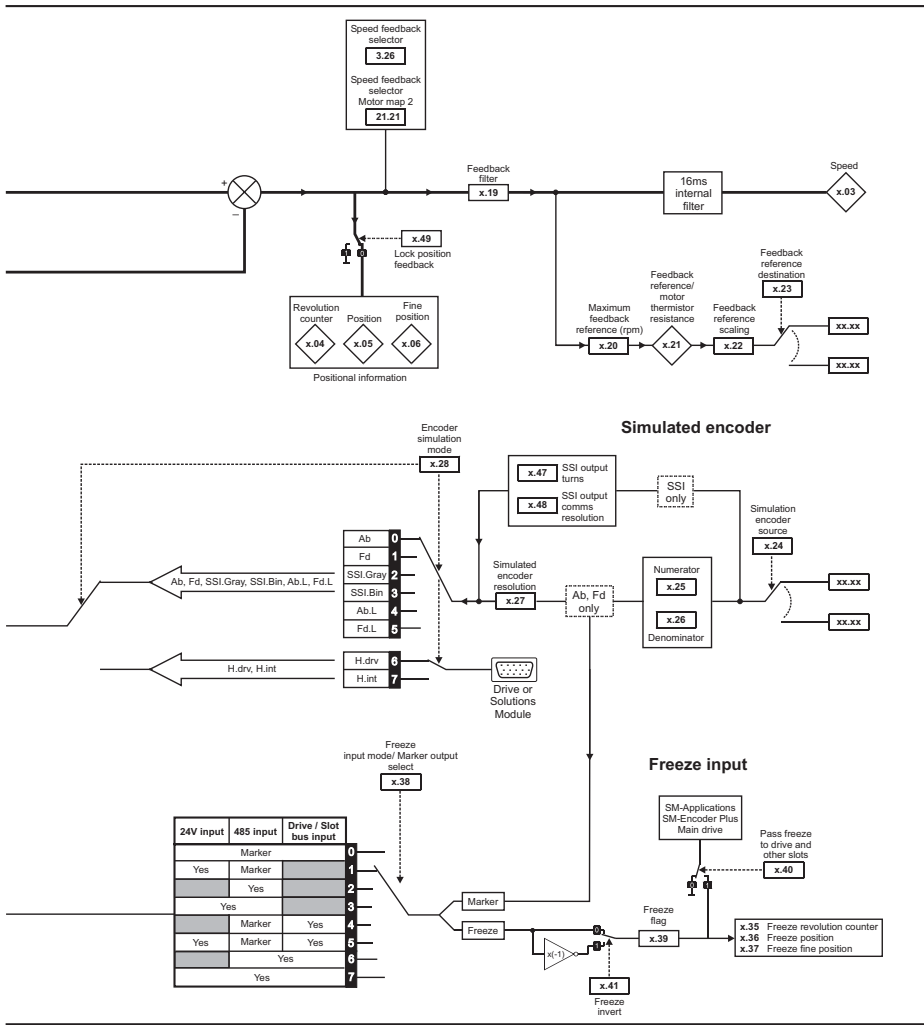 Speed feedback
selector
3.26
Speed feedback
selector
Motor map 2
21.21
+
−
Feedback
filter
x.19
16ms
internal
filter
Speed
x.03
x.49
Lock position
feedback
1 0
Revolution
counter
x.04
Position
x.05
Fine
position
x.06
Positional information
Maximum
feedback
reference (rpm)
x.20
Feedback
reference/
motor
thermistor
resistance
x.21
Feedback
reference
scaling
x.22
Feedback
reference
destination
x.23
xx.xx
xx.xx
Simulated encoder
Encoder
simulation
mode
x.28
x.47 SSI output
turns
x.48 SSI output
comms
resolution
SSI
only
Simulation
encoder
source
x.24
Ab, Fd, SSI.Gray, SSI.Bin, Ab.L, Fd.L
Ab 0
Fd 1
SSI.Gray 2
SSI.Bin 3
Ab.L 4
Fd.L 5
Simulated
encoder
resolution
x.27
Ab, Fd
only
Numerator
x.25
x.26
Denominator
xx.xx
xx.xx
H.drv, H.int
H.drv 6
H.int 7
Drive or
Solutions
Module
Freeze
input mode/ Marker output
select
x.38
Freeze input
24V input 485 input Drive / Slot
bus input
Marker 0
Yes Marker 1
Yes 2
Yes 3
Marker Yes 4
Yes Marker Yes 5
Yes 6
Yes 7
Marker
Freeze
x(-1)
0
1
x.41
Freeze
invert
Freeze
flag
x.39
SM-Applications
SM-Encoder Plus
Main drive
0 1
Pass freeze
to drive and
other slots
x.40
x.35 Freeze revolution counter
x.36 Freeze position
x.37 Freeze fine position